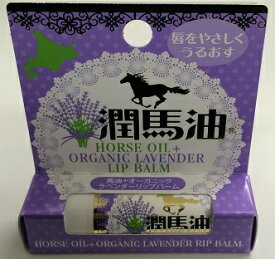 唇をやさしく
うるおす
潤馬油®
HORSE OIL+
ORGANIC LAVENDER
LIP BALM
馬油+オーガニック
ラベンダーリップバーム
潤馬油
HORSE OIL+ORGANIC LAVENDER RIP BALM